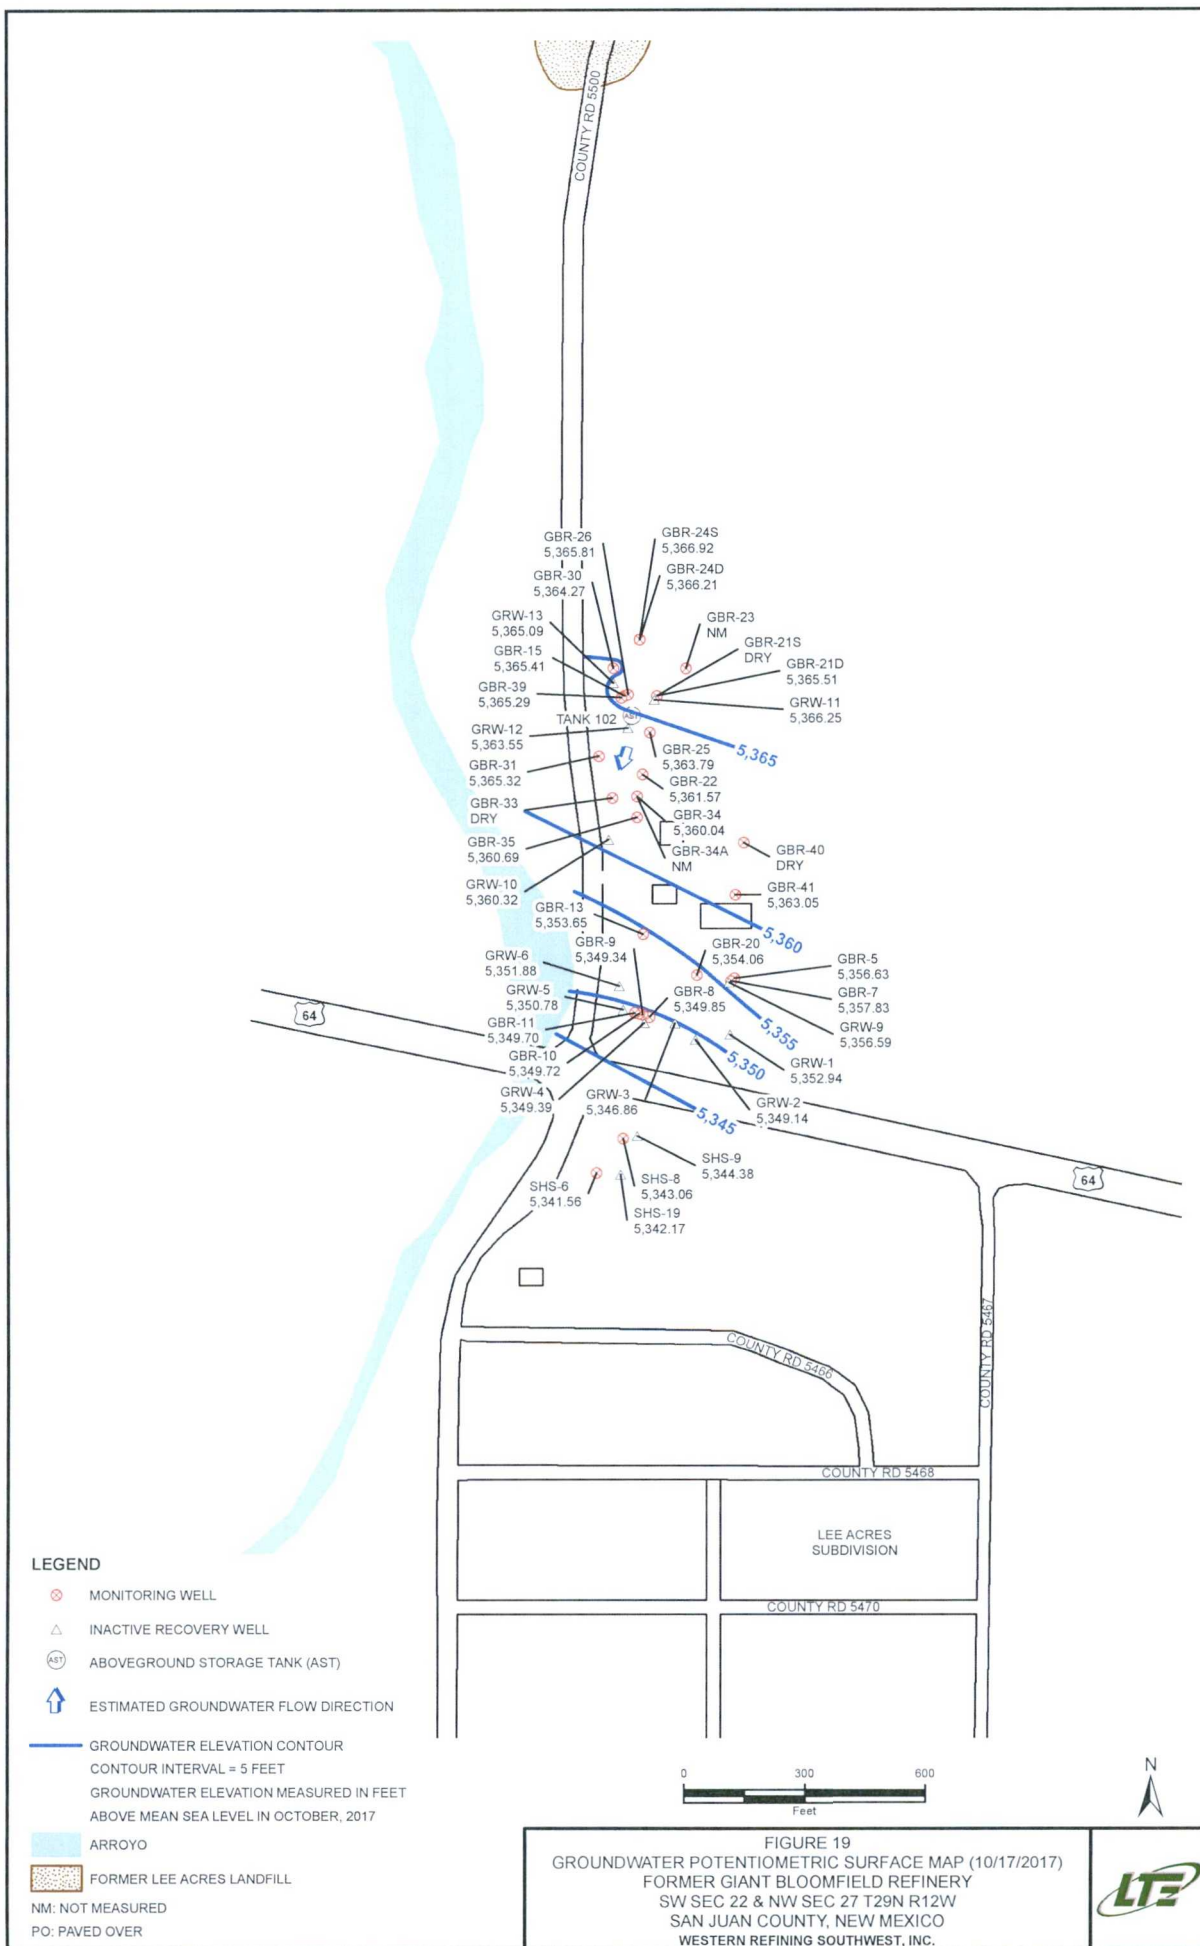 COUNTY RD 5500
GBR-26
5,365.81
GBR-24S
5,366.92
GBR-24D
5,366.21
GBR-30
5,364.27
GRW-13
5,365.09
GBR-23
NM
GBR-21S
DRY
GBR-15
5,365.41
GBR-21D
5,365.51
GBR-39
5,365.29
GRW-11
5,366.25
TANK 102
AST
GRW-12
5,363.55
5,365
GBR-25
5,363.79
GBR-31
5,365.32
GBR-22
5,361.57
GBR-33
DRY
GBR-34
5,360.04
GBR-35
5,360.69
GBR-34A
NM
GBR-40
DRY
GRW-10
5,360.32
GBR-41
5,363.05
GBR-13
5,353.65
5,360
GBR-9
5,349.34
GBR-20
5,354.06
GRW-6
5,351.88
GBR-5
5,356.63
GRW-5
5,350.78
GBR-8
5,349.85
GBR-7
5,357.83
64
GBR-11
5,349.70
GRW-9
5,356.59
5,355
GBR-10
5,349.72
5,350
GRW-1
5,352.94
GRW-4
5,349.39
GRW-3
5,346.86
GRW-2
5,349.14
5,345
SHS-9
5,344.38
64
SHS-6
5,341.56
SHS-8
5,343.06
SHS-19
5,342.17
COUNTY RD 5467
COUNTY RD 5466
COUNTY RD 5468
LEE ACRES
SUBDIVISION
COUNTY RD 5470
LEGEND
MONITORING WELL
INACTIVE RECOVERY WELL
AST
ABOVEGROUND STORAGE TANK (AST)
ESTIMATED GROUNDWATER FLOW DIRECTION
GROUNDWATER ELEVATION CONTOUR
CONTOUR INTERVAL = 5 FEET
GROUNDWATER ELEVATION MEASURED IN FEET
ABOVE MEAN SEA LEVEL IN OCTOBER, 2017
ARROYO
FORMER LEE ACRES LANDFILL
NM: NOT MEASURED
PO: PAVED OVER
0 300 600
Feet
N
FIGURE 19
GROUNDWATER POTENTIOMETRIC SURFACE MAP (10/17/2017)
FORMER GIANT BLOOMFIELD REFINERY
SW SEC 22 & NW SEC 27 T29N R12W
SAN JUAN COUNTY, NEW MEXICO
WESTERN REFINING SOUTHWEST, INC.
LTE